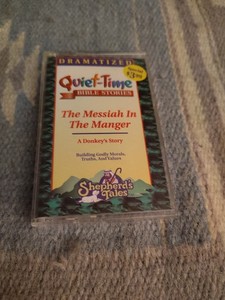 DRAMATIZED
Quiet-Time
BIBLE STORIES
The Messiah In
The Manger
A Donkey's Story
Building Godly Morals,
Truths, And Values
Shepherd's
Tales